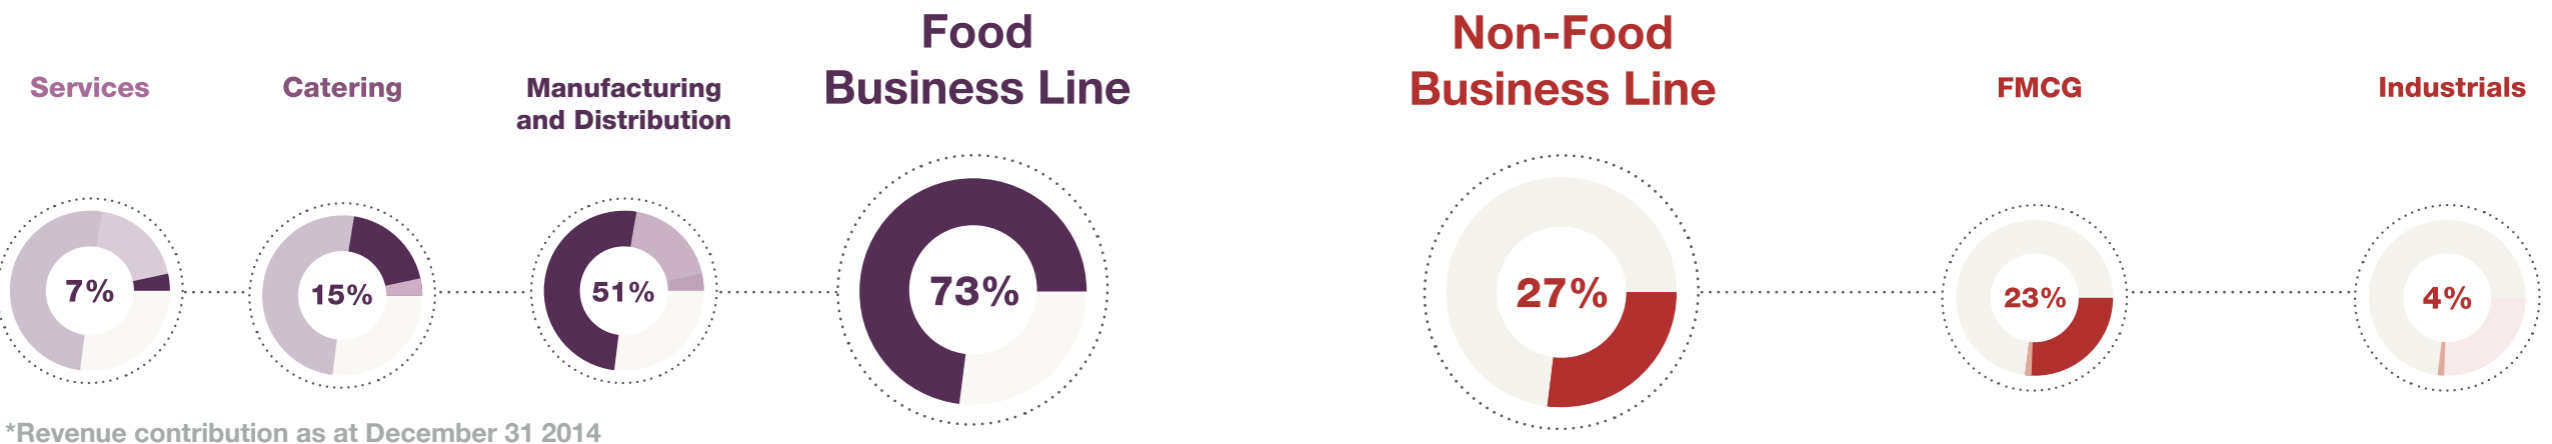 Services
Catering
Manufacturing
and Distribution
Food
Business Line
Non-Food
Business Line
FMCG
Industrials
7%
15%
51%
73%
27%
23%
4%
*Revenue contribution as at December 31 2014